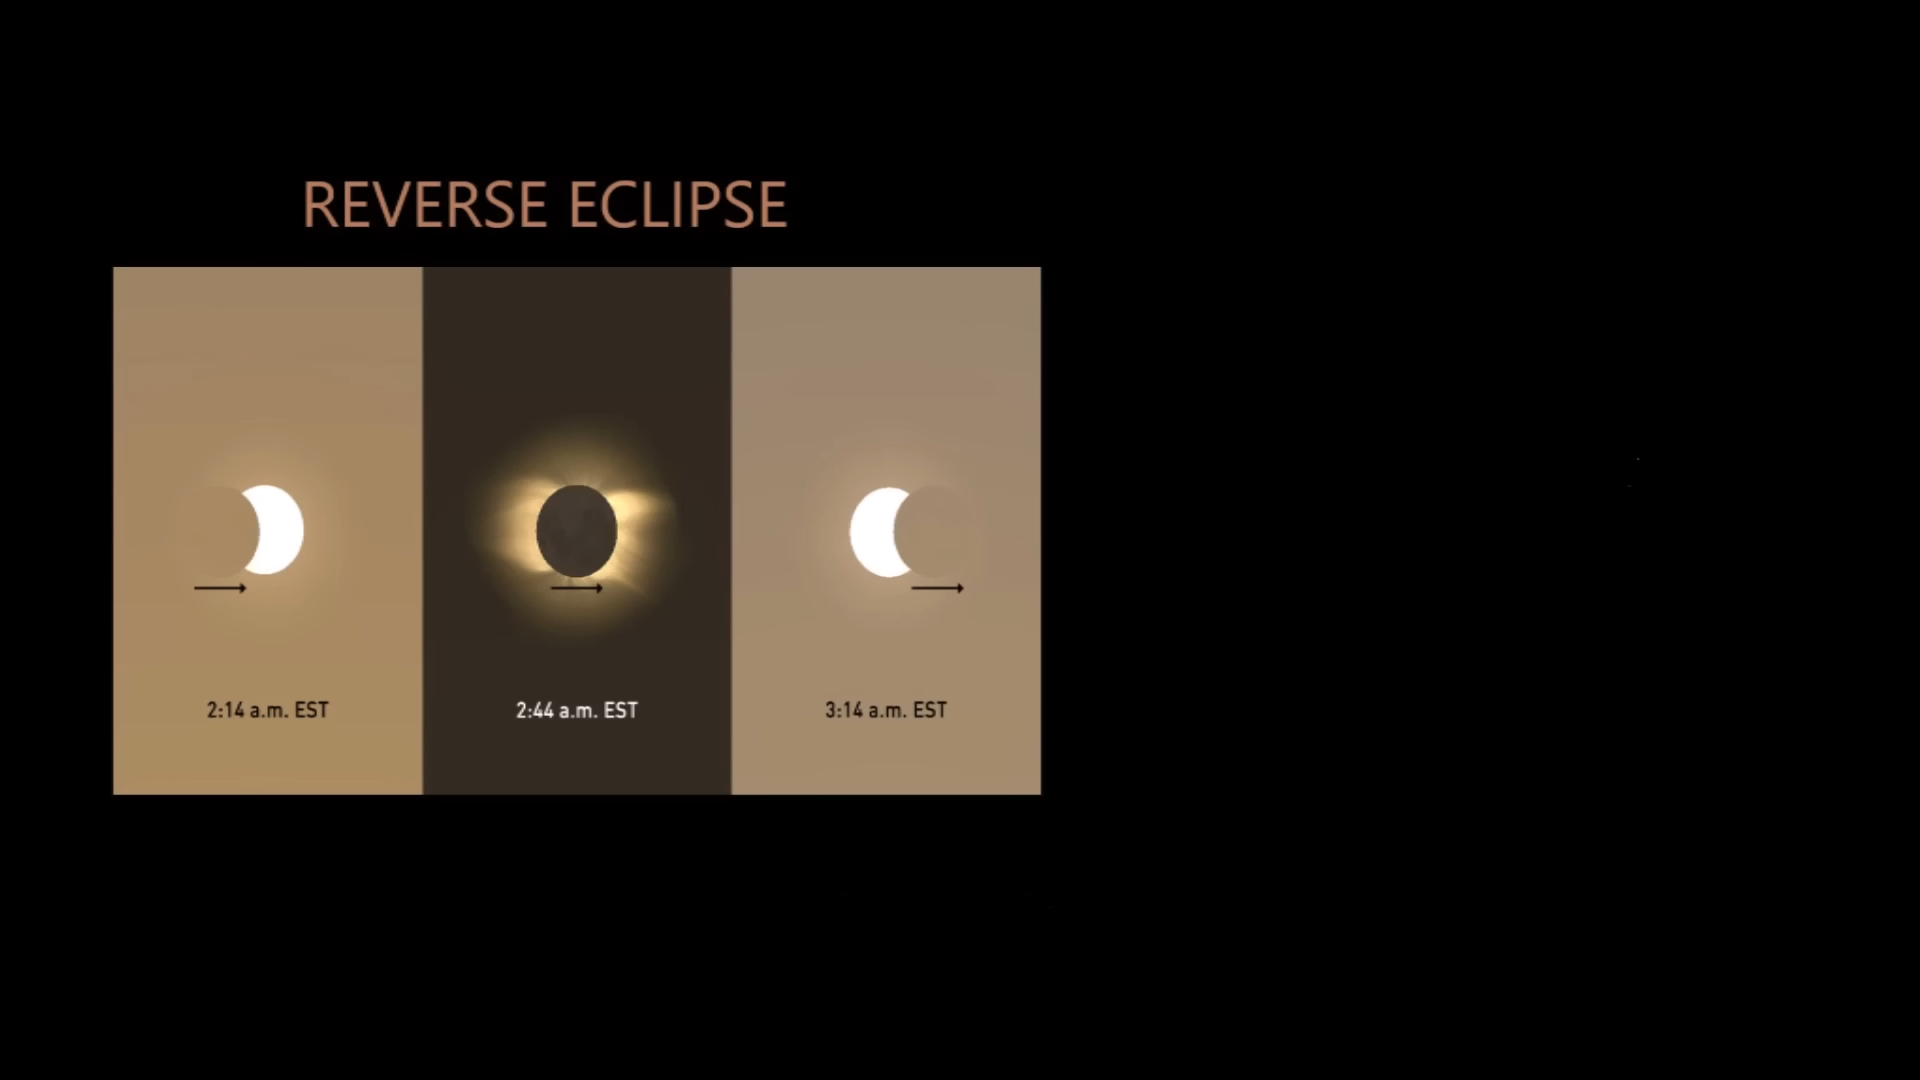 REVERSE ECLIPSE
2:14 a.m. EST
2:44 a.m. EST
3:14 a.m. EST